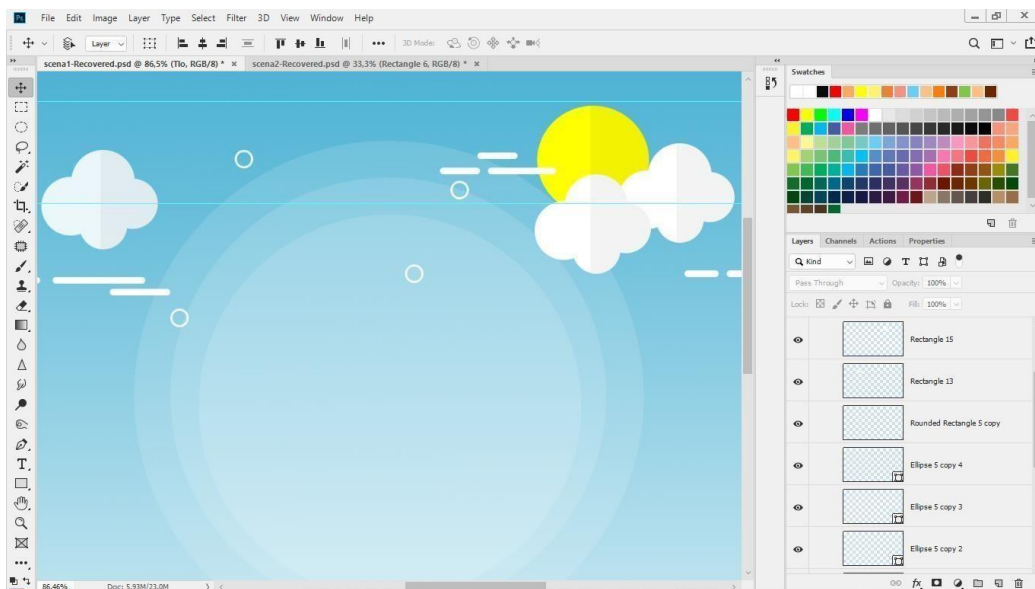 Ps File Edit Image Layer Type Select Filter 3D View Window Help
Layer 3D Mode:
scena1-Recovered.psd @ 86,5% (Tło, RGB/8) * × scena2-Recovered.psd @ 33,3% (Rectangle 6, RGB/8) * ×
Swatches
Layers Channels Actions Properties
Kind
Pass Through Opacity: 100%
Lock: Fill: 100%
Rectangle 15
Rectangle 13
Rounded Rectangle 5 copy
Ellipse 5 copy 4
Ellipse 5 copy 3
Ellipse 5 copy 2
86.46% Doc: 5.93M/23.0M